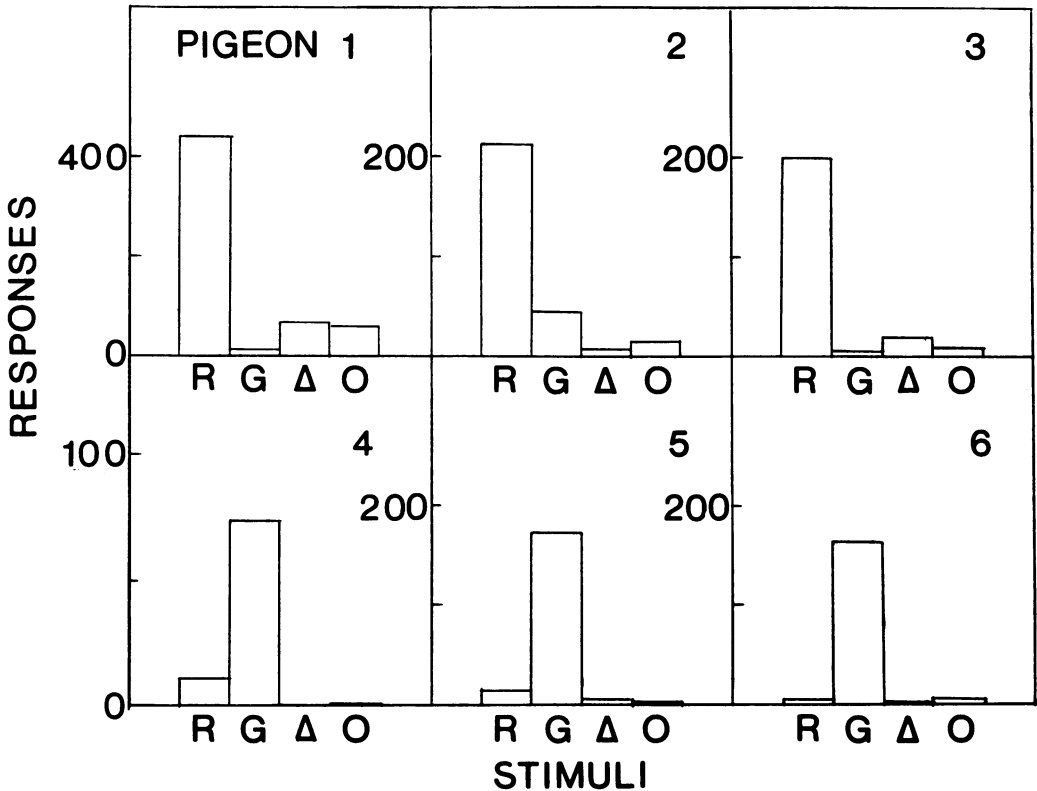 PIGEON 1
2
3
400
200
200
RESPONSES
0
R G Δ O
R G Δ O
R G Δ O
4
5
6
100
200
200
0
R G Δ O
R G Δ O
R G Δ O
STIMULI